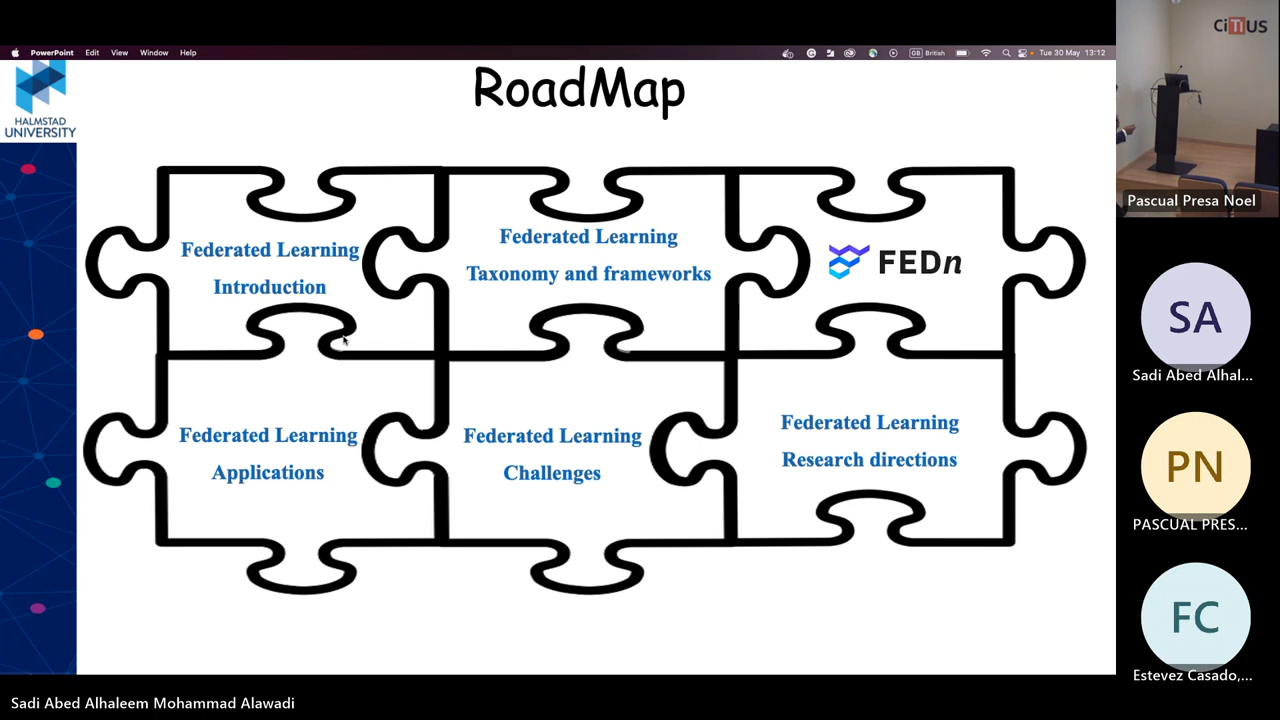 PowerPoint Edit View Window Help
GB British Tue 30 May 13:12
CiTIUS
HALMSTAD
UNIVERSITY
RoadMap
Federated Learning
Introduction
Federated Learning
Taxonomy and frameworks
FEDn
Federated Learning
Applications
Federated Learning
Challenges
Federated Learning
Research directions
Pascual Presa Noel
SA
Sadi Abed Alhal...
PN
PASCUAL PRES...
FC
Estevez Casado,...
Sadi Abed Alhaleem Mohammad Alawadi